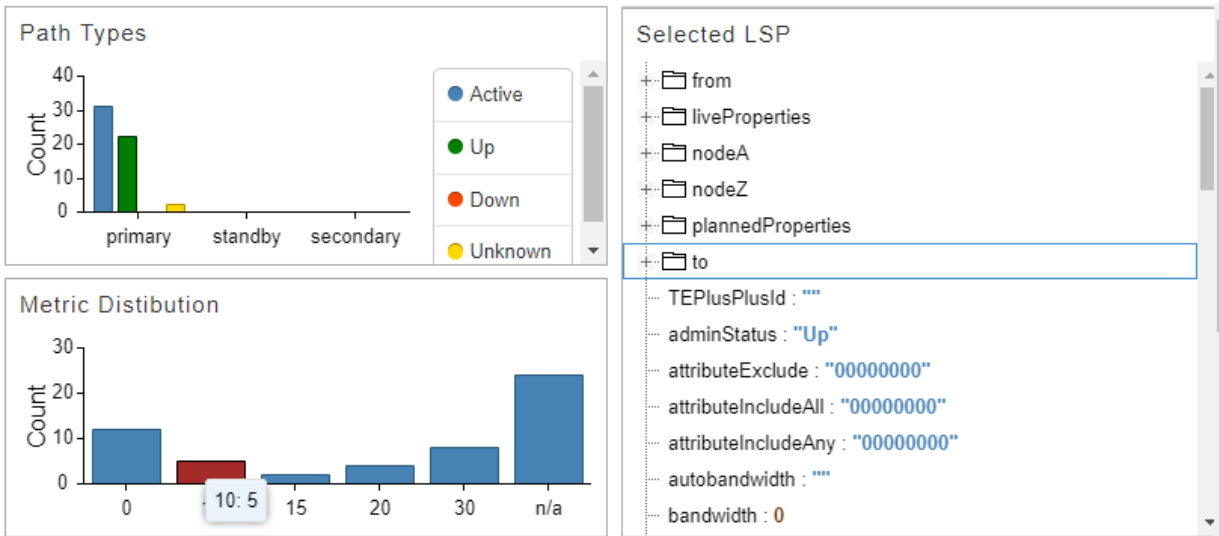 Path Types
40
30
20
10
0
Count
primary
standby
secondary
Active
Up
Down
Unknown
Metric Distibution
30
20
10
0
Count
0
10: 5
15
20
30
n/a
Selected LSP
from
liveProperties
nodeA
nodeZ
plannedProperties
to
TEPlusPlusId : ""
adminStatus : "Up"
attributeExclude : "00000000"
attributeIncludeAll : "00000000"
attributeIncludeAny : "00000000"
autobandwidth : ""
bandwidth : 0